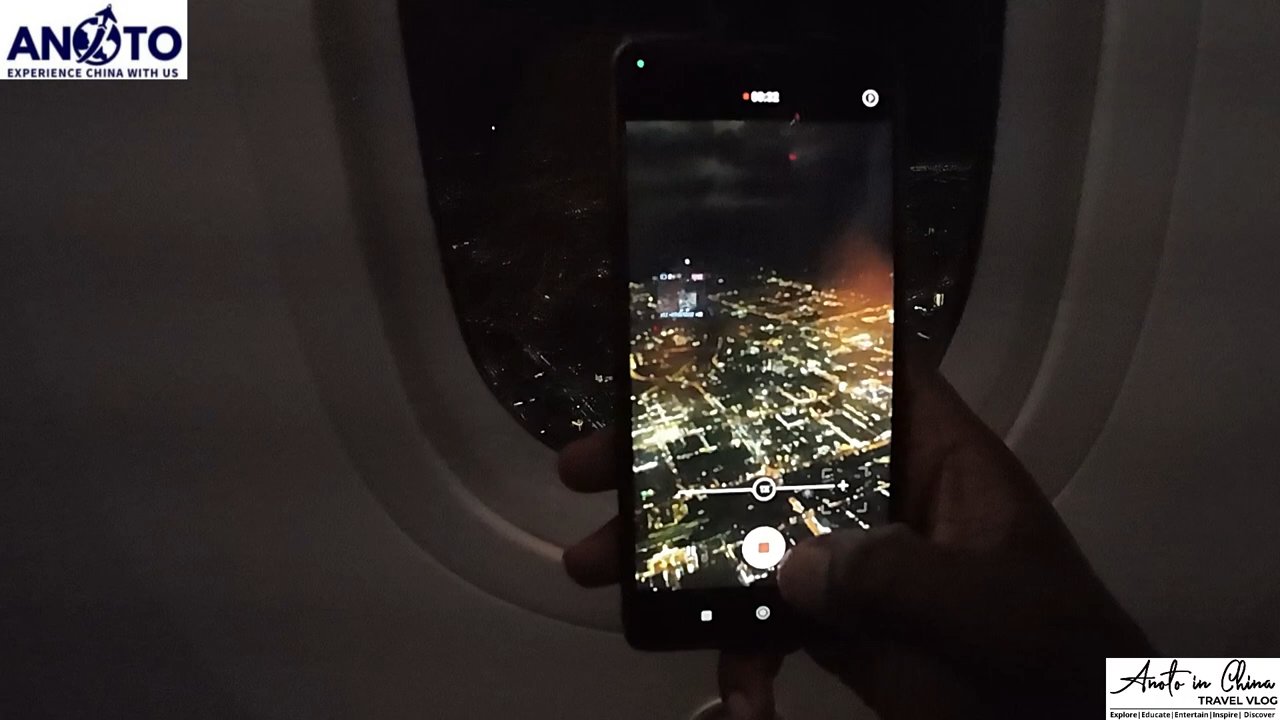 ANOTO
EXPERIENCE CHINA WITH US
Anoto in China
TRAVEL VLOG
Explore|Educate|Entertain|Inspire| Discover